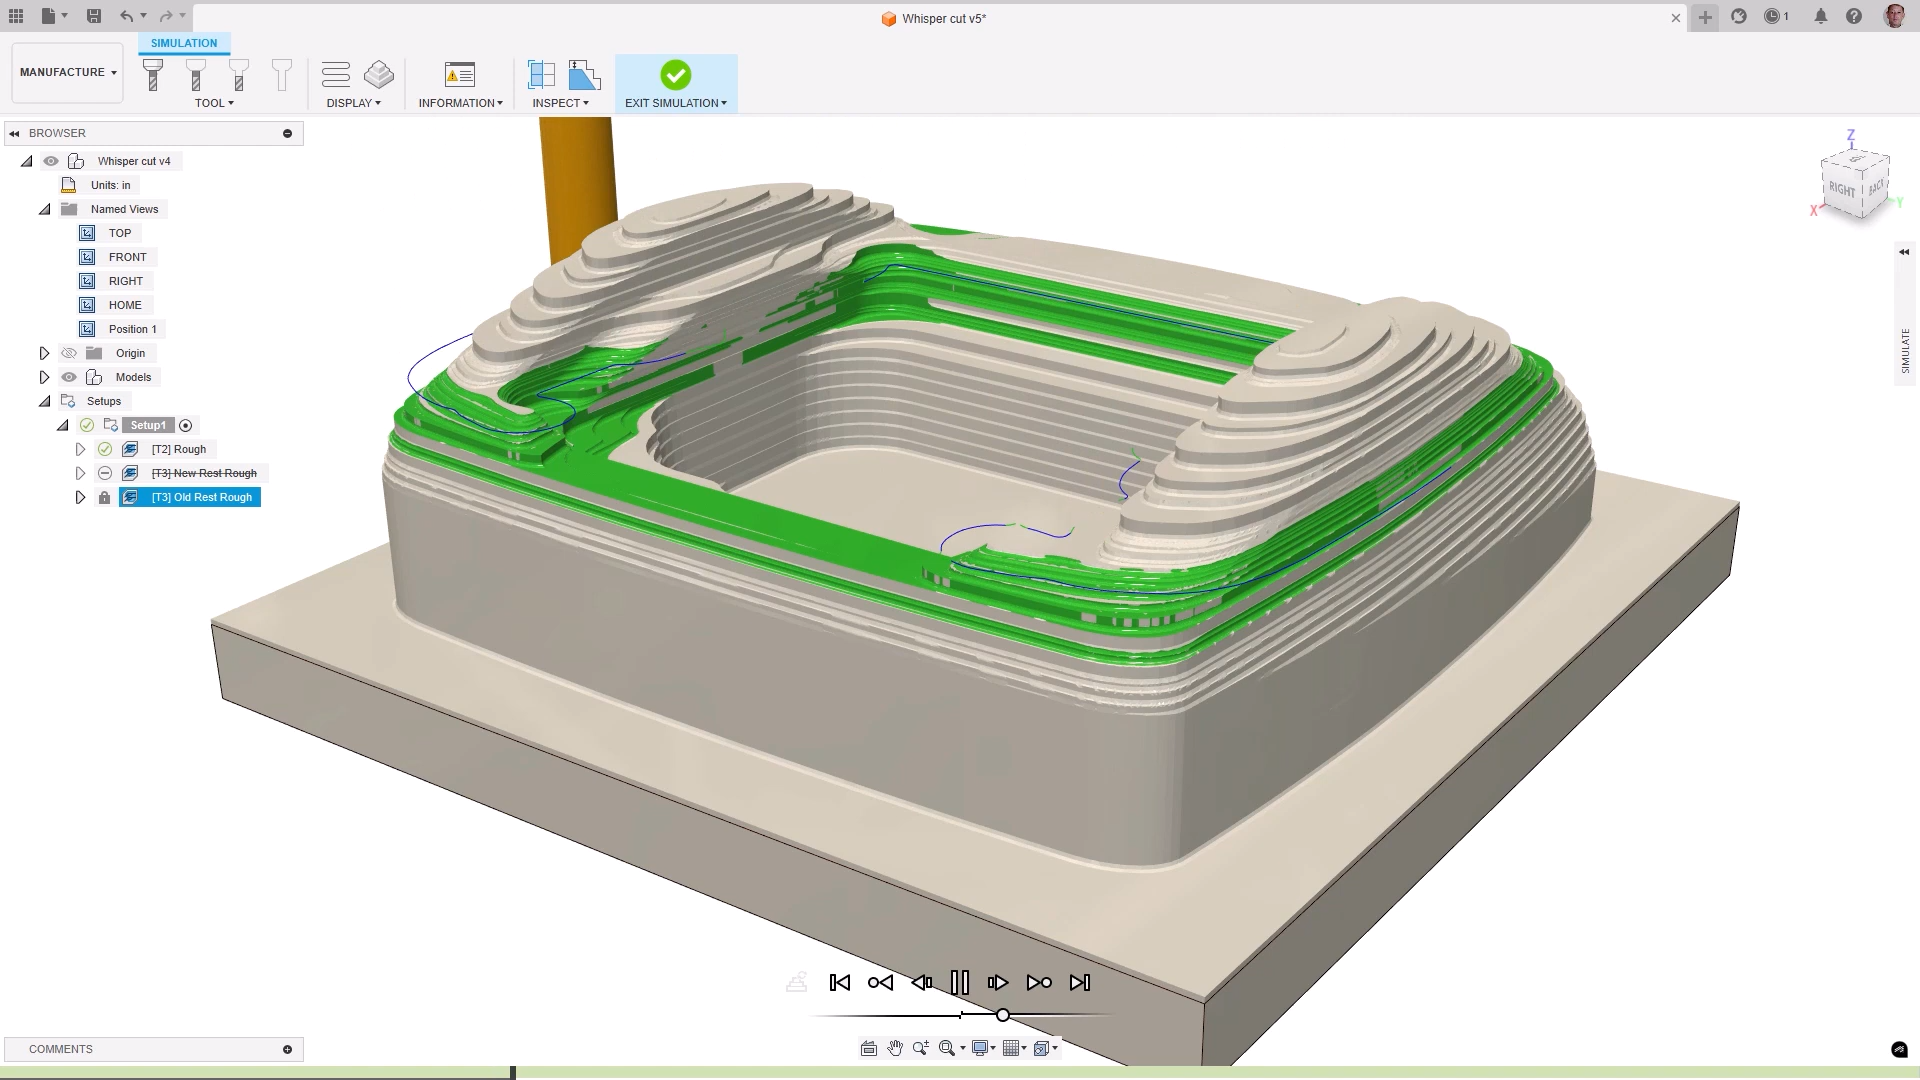 Whisper cut v5*
1
SIMULATION
MANUFACTURE
TOOL
DISPLAY
INFORMATION
INSPECT
EXIT SIMULATION
BROWSER
Whisper cut v4
Units: in
Named Views
TOP
FRONT
RIGHT
HOME
Position 1
Origin
Models
Setups
Setup1
[T2] Rough
[T3] New Rest Rough
[T3] Old Rest Rough
Z
RIGHT
BACK
X
Y
SIMULATE
COMMENTS